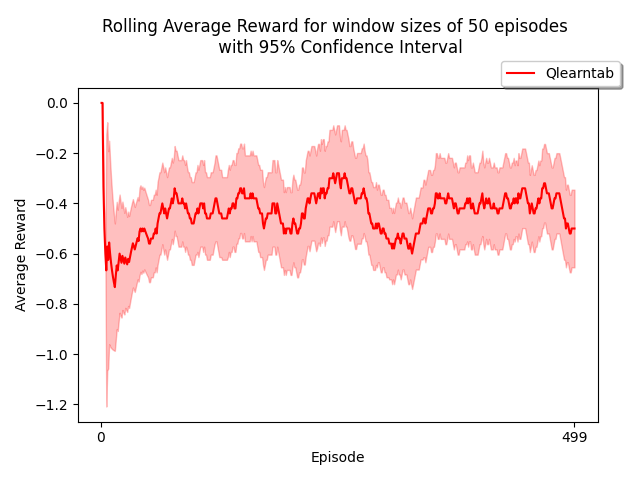 Rolling Average Reward for window sizes of 50 episodes
with 95% Confidence Interval
Qlearntab
0.0
−0.2
−0.4
−0.6
−0.8
−1.0
−1.2
Average Reward
0
499
Episode